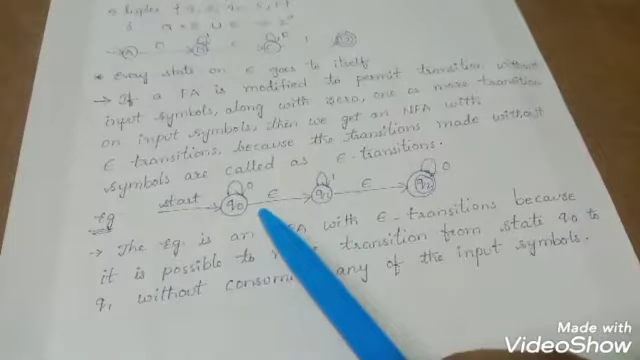 A 0
* Every state on ε goes to itself
→ If a FA is modified to permit transition without
input symbols, along with zero, one or more transition
on input symbols, then we get an NFA with
ε transitions, because the transitions made without
symbols are called as ε-transitions.
Eg start q0 0 ε q1 1 ε q2 0
→ The Eg. is an FA with ε-transitions because
it is possible to transition from state q0 to
q1 without consum any of the input symbols.
Made with
VideoShow